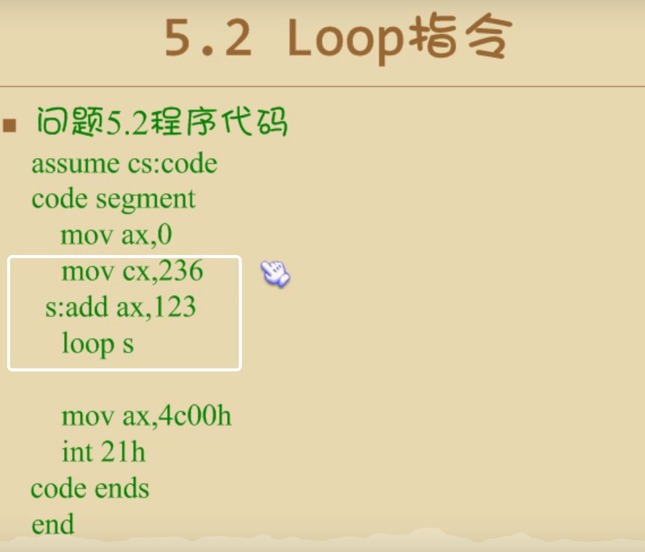 5.2 Loop指令
问题5.2程序代码
assume cs:code
code segment
mov ax,0
mov cx,236
s:add ax,123
loop s
mov ax,4c00h
int 21h
code ends
end